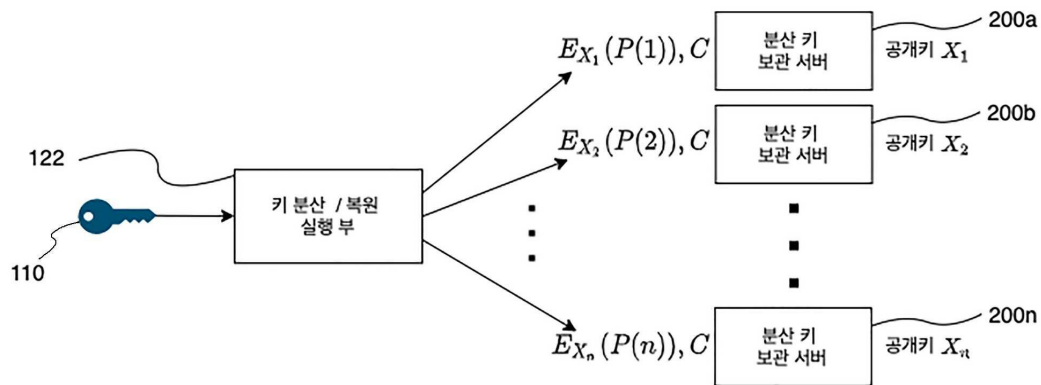 200a
$E_{X_1}(P(1)), C$
분산 키
보관 서버
공개키 $X_1$
200b
$E_{X_2}(P(2)), C$
분산 키
보관 서버
공개키 $X_2$
122
키 분산 / 복원
실행 부
110
200n
$E_{X_n}(P(n)), C$
분산 키
보관 서버
공개키 $X_n$